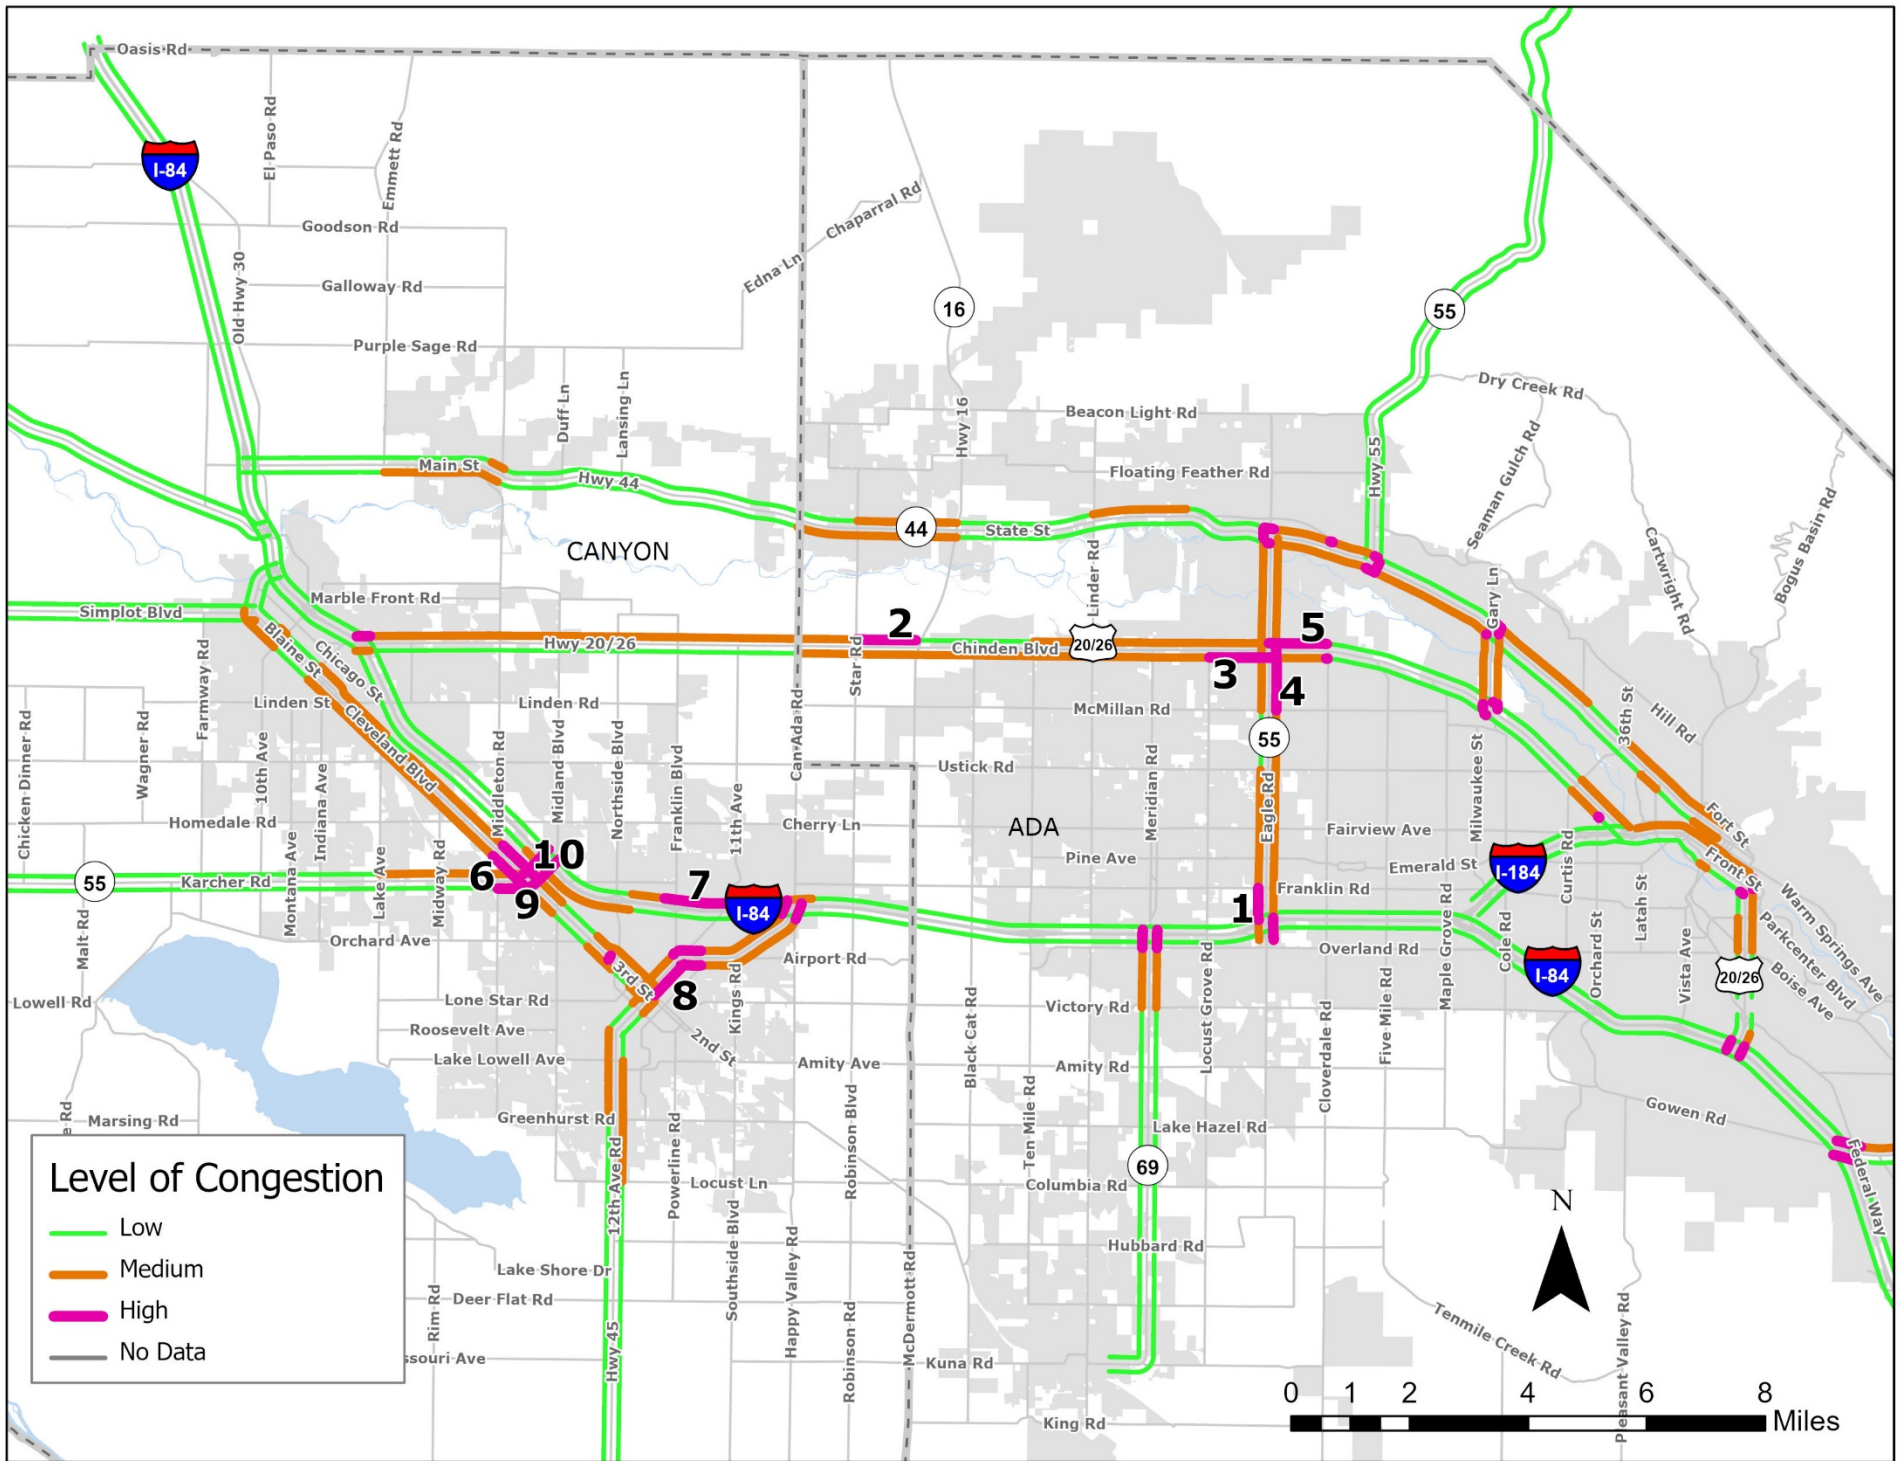 Oasis Rd
I-84
El Paso Rd
Emmett Rd
Goodson Rd
Old Hwy 30
Galloway Rd
Purple Sage Rd
Chaparral Rd
Edna Ln
16
55
Duff Ln
Lansing Ln
Hwy 16
Beacon Light Rd
Dry Creek Rd
Main St
Hwy 44
Floating Feather Rd
Hwy 55
Seaman Gulch Rd
Cartwright Rd
Bogus Basin Rd
44
State St
CANYON
Linder Rd
Marble Front Rd
Simplot Blvd
Gary Ln
Blaine St
Chicago St
Hwy 20/26
Star Rd
2
Chinden Blvd
20/26
5
3
4
Farmway Rd
Linden St
Linden Rd
Can-Ada Rd
McMillan Rd
36th St
Hill Rd
Chicken Dinner Rd
Wagner Rd
10th Ave
Indiana Ave
Cleveland Blvd
Middleton Rd
Midland Blvd
Northside Blvd
Franklin Blvd
11th Ave
Ustick Rd
Meridian Rd
55
Eagle Rd
Milwaukee St
Homedale Rd
Montana Ave
Cherry Ln
ADA
Fairview Ave
Fort St
Pine Ave
Emerald St
Curtis Rd
Front St
I-184
55
Karcher Rd
Lake Ave
Midway Rd
6
10
9
7
I-84
1
Franklin Rd
Latah St
Warm Springs Ave
Malt Rd
Orchard Ave
Airport Rd
Overland Rd
Maple Grove Rd
Cole Rd
Orchard St
Vista Ave
Parkcenter Blvd
Boise Ave
I-84
20/26
Lowell Rd
Lone Star Rd
3rd St
8
Kings Rd
Victory Rd
Locust Grove Rd
Five Mile Rd
Roosevelt Ave
2nd St
Black Cat Rd
Cloverdale Rd
Lake Lowell Ave
Amity Ave
Amity Rd
e Rd
Marsing Rd
Greenhurst Rd
Powerline Rd
Robinson Blvd
Ten Mile Rd
Lake Hazel Rd
Gowen Rd
Federal Way
69
12th Ave Rd
Locust Ln
Columbia Rd
Level of Congestion
Low
Medium
High
No Data
Southside Blvd
Happy Valley Rd
McDermott Rd
Hubbard Rd
N
Lake Shore Dr
Deer Flat Rd
Rim Rd
Hwy 45
Robinson Rd
ssouri Ave
Kuna Rd
King Rd
Tenmile Creek Rd
Pleasant Valley Rd
0 1 2 4 6 8
Miles